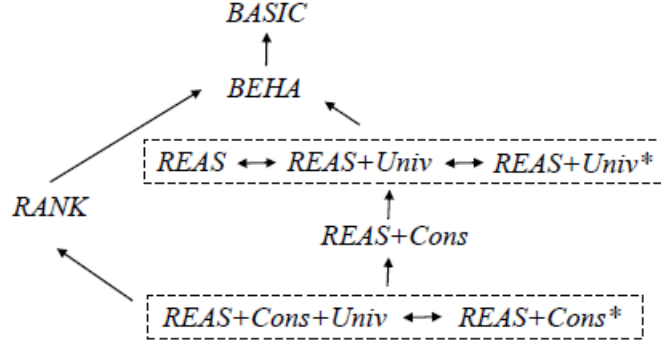 BASIC
BEHA
REAS REAS+Univ REAS+Univ*
RANK
REAS+Cons
REAS+Cons+Univ REAS+Cons*